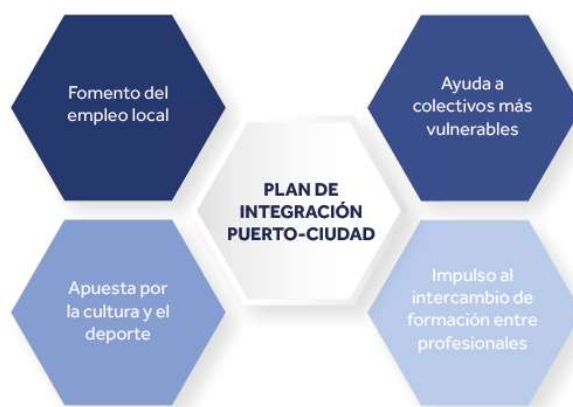 Fomento del
empleo local
Ayuda a
colectivos más
vulnerables
PLAN DE
INTEGRACIÓN
PUERTO-CIUDAD
Apuesta por
la cultura y el
deporte
Impulso al
intercambio de
formación entre
profesionales